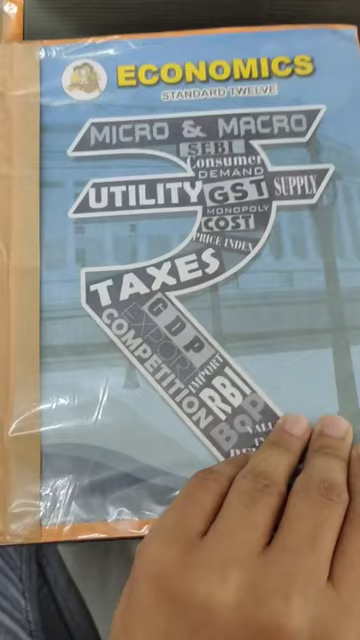 ECONOMICS
STANDARD TWELVE
MICRO & MACRO
SEBI
Consumer
DEMAND
UTILITY GST SUPPLY
MONOPOLY
COST
PRICE INDEX
TAXES
GDP
EXPORT
COMPETITION
IMPORT
RBI
BOP